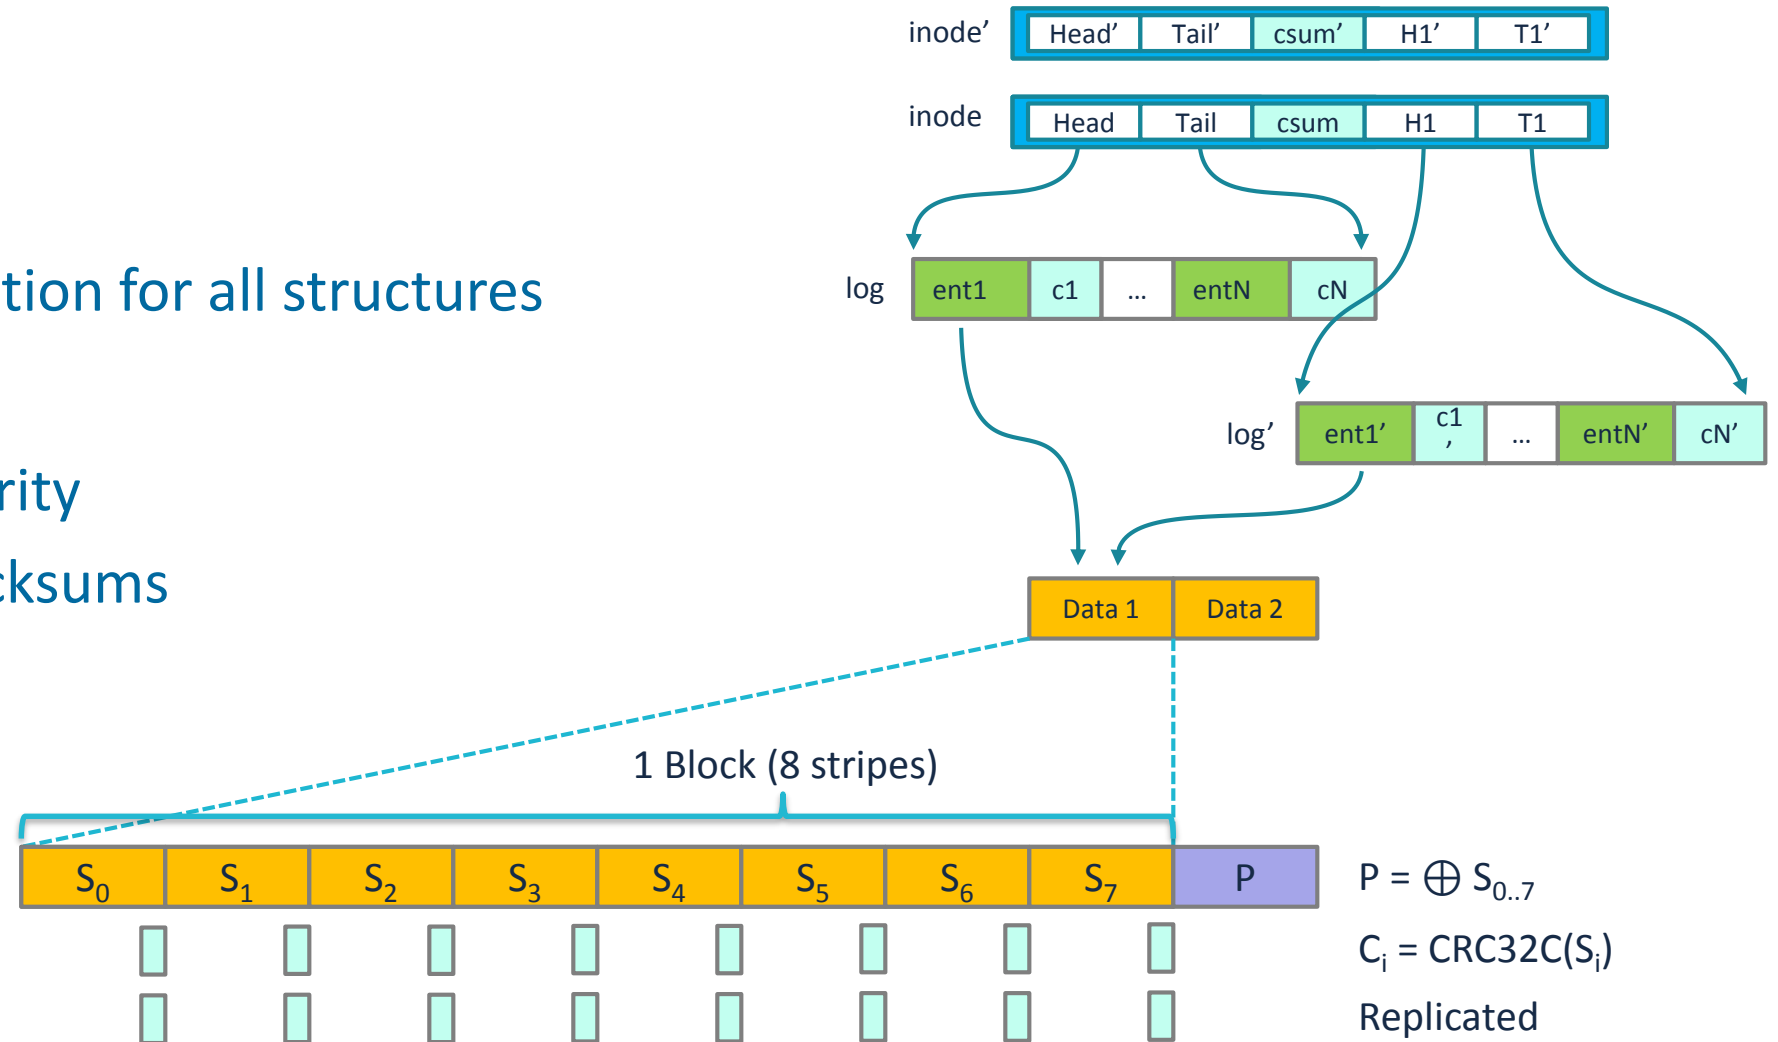 inode’ Head’ Tail’ csum’ H1’ T1’
inode Head Tail csum H1 T1
tion for all structures
log ent1 c1 … entN cN
log’ ent1’ c1’ … entN’ cN’
rity
cksums
Data 1 Data 2
1 Block (8 stripes)
S₀ S₁ S₂ S₃ S₄ S₅ S₆ S₇ P
P = ⨁ S₀..₇
Cᵢ = CRC32C(Sᵢ)
Replicated